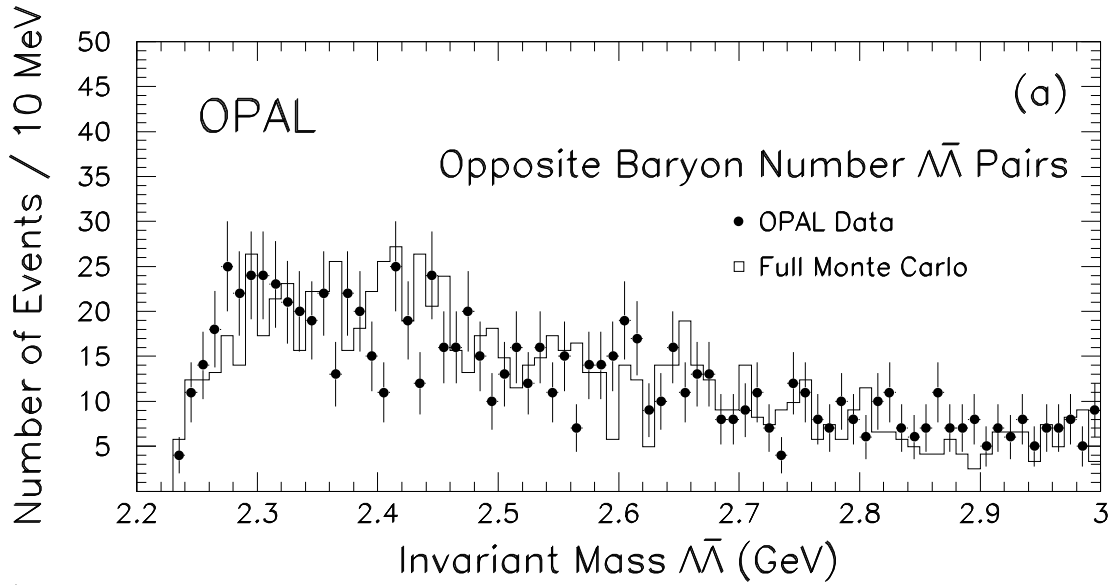 Number of Events / 10 MeV
50
45
40
35
30
25
20
15
10
5
OPAL
(a)
Opposite Baryon Number ΛΛ̄ Pairs
OPAL Data
Full Monte Carlo
2.2 2.3 2.4 2.5 2.6 2.7 2.8 2.9 3
Invariant Mass ΛΛ̄ (GeV)